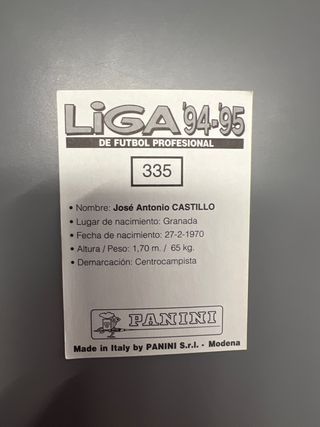 LiGA '94-'95
DE FUTBOL PROFESIONAL
335
• Nombre: José Antonio CASTILLO
• Lugar de nacimiento: Granada
• Fecha de nacimiento: 27-2-1970
• Altura / Peso: 1,70 m. / 65 kg.
• Demarcación: Centrocampista
PANINI
Made in Italy by PANINI S.r.l. - Modena